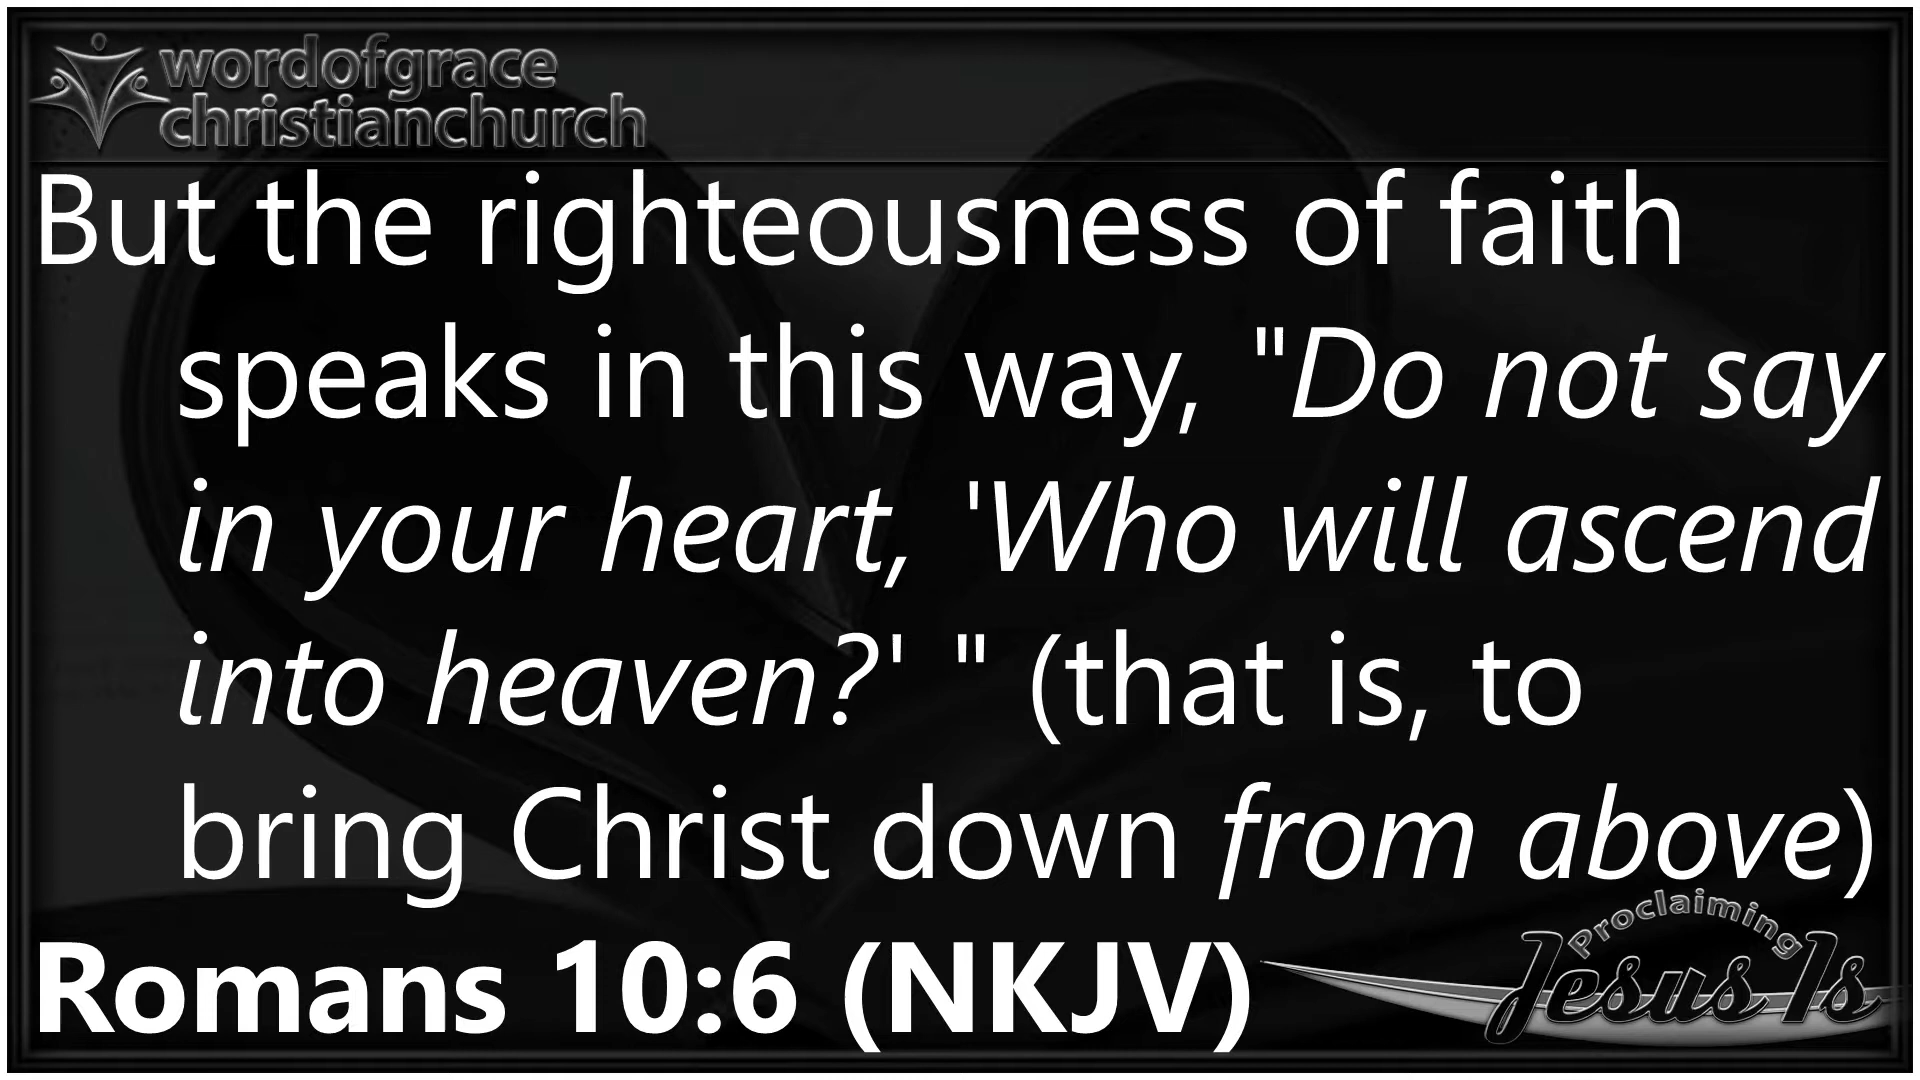 wordofgrace
christianchurch
But the righteousness of faith
speaks in this way, "Do not say
in your heart, 'Who will ascend
into heaven?' " (that is, to
bring Christ down from above)
Romans 10:6 (NKJV)
Proclaiming
Jesus Is